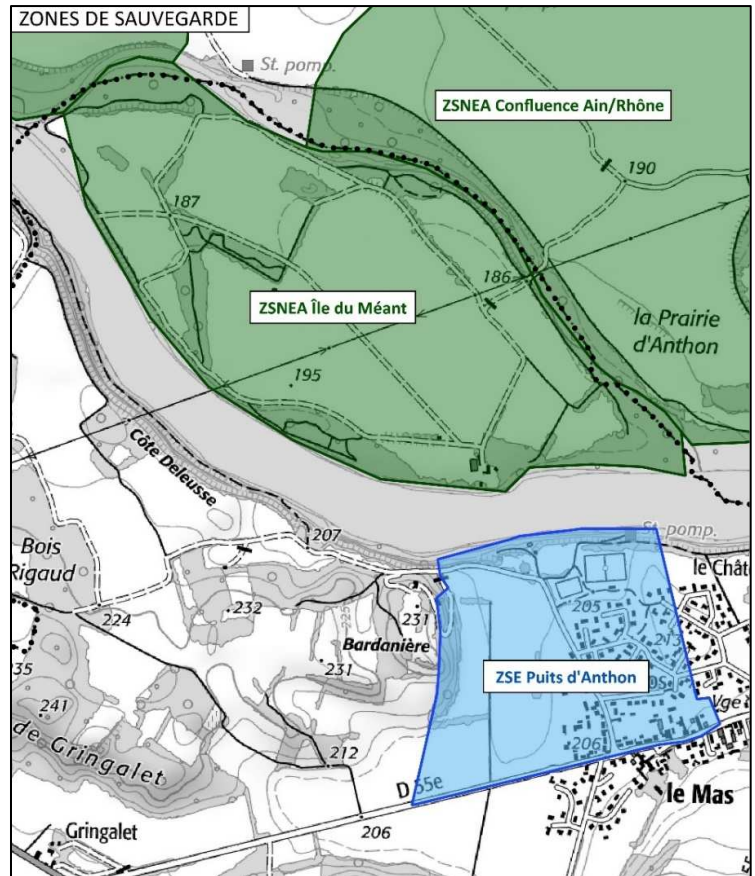 ZONES DE SAUVEGARDE
St. pomp.
ZSNEA Confluence Ain/Rhône
190
187
186
ZSNEA Île du Méant
la Prairie
d'Anthon
195
Côte Deleusse
207
St. pomp.
Bois
Rigaud
le Chât
224
232
231
205
Bardanière
231
ZSE Puits d'Anthon
235
241
de Gringalet
212
206
D 55e
le Mas
206
Gringalet